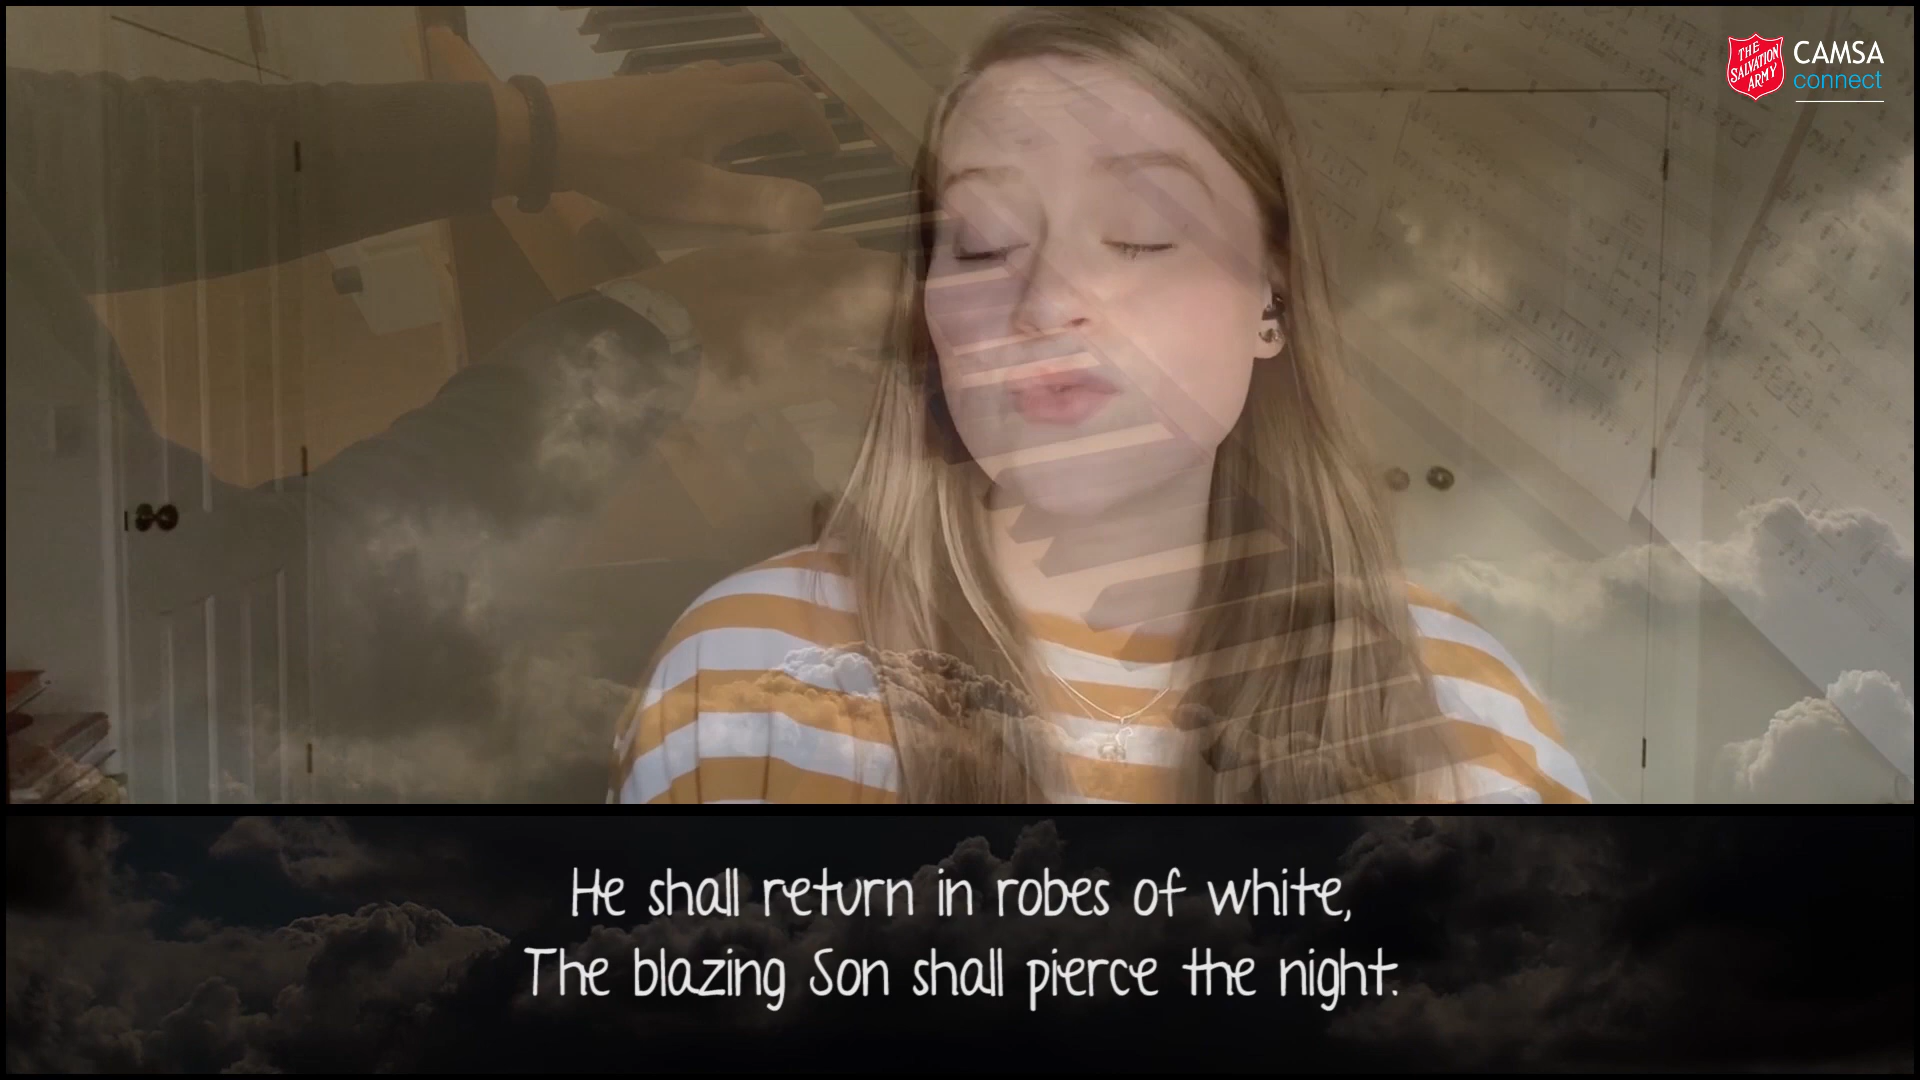 THE
SALVATION
ARMY
CAMSA
connect
He shall return in robes of white,
The blazing Son shall pierce the night.